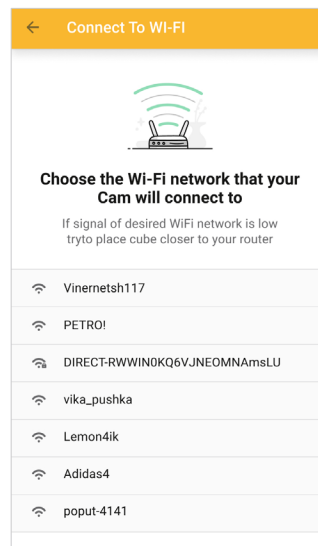 Connect To WI-FI
Choose the Wi-Fi network that your
Cam will connect to
If signal of desired WiFi network is low
tryto place cube closer to your router
Vinernetsh117
PETRO!
DIRECT-RWWIN0KQ6VJNEOMNAmsLU
vika_pushka
Lemon4ik
Adidas4
poput-4141